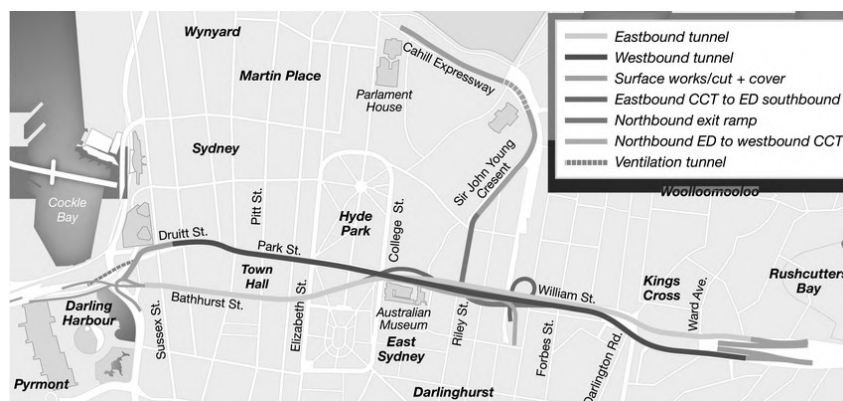 Wynyard
Martin Place
Parlament
House
Cahill Expressway
Eastbound tunnel
Westbound tunnel
Surface works/cut + cover
Eastbound CCT to ED southbound
Northbound exit ramp
Northbound ED to westbound CCT
Ventilation tunnel
Sydney
Sir John Young
Cresent
Woolloomooloo
Cockle
Bay
Pitt St.
Hyde
Park
College St.
Druitt St.
Park St.
Town
Hall
Bathhurst St.
William St.
Kings
Cross
Ward Ave.
Rushcutters
Bay
Darling
Harbour
Sussex St.
Elizabeth St.
Australian
Museum
East
Sydney
Riley St.
Forbes St.
Darlington Rd.
Pyrmont
Darlinghurst